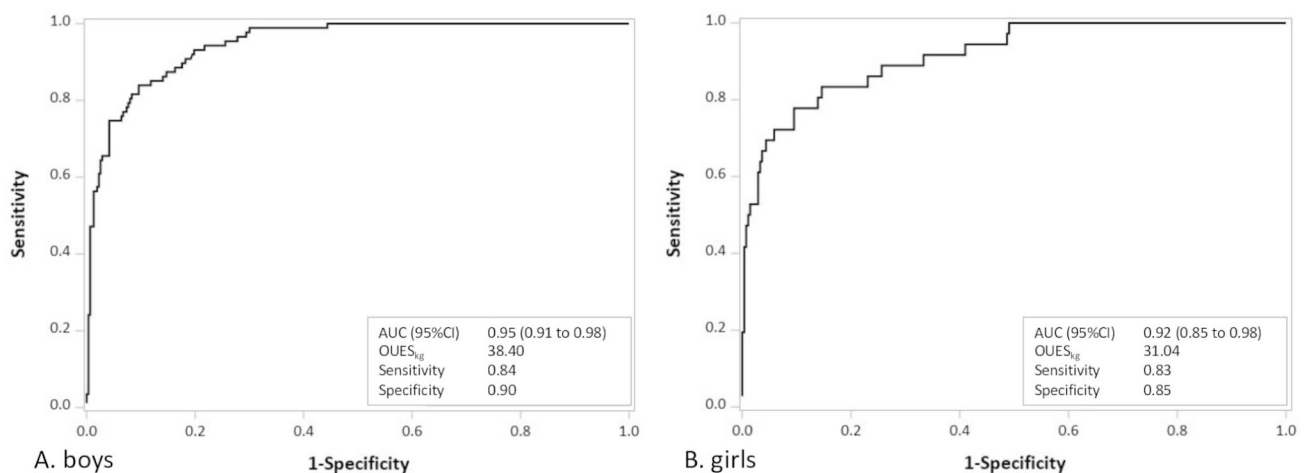 1.0
0.8
0.6
0.4
0.2
0.0
Sensitivity
AUC (95%CI) 0.95 (0.91 to 0.98)
OUESkg 38.40
Sensitivity 0.84
Specificity 0.90
0.0 0.2 0.4 0.6 0.8 1.0
A. boys
1-Specificity
1.0
0.8
0.6
0.4
0.2
0.0
Sensitivity
AUC (95%CI) 0.92 (0.85 to 0.98)
OUESkg 31.04
Sensitivity 0.83
Specificity 0.85
0.0 0.2 0.4 0.6 0.8 1.0
B. girls
1-Specificity